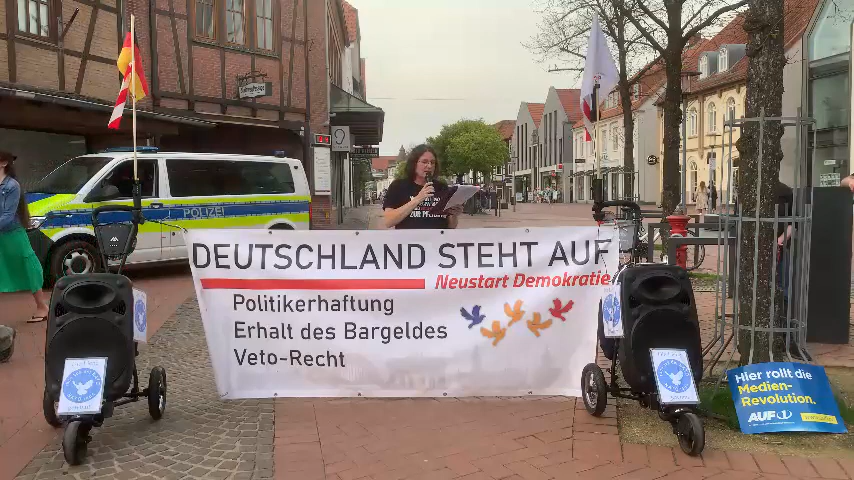 POLIZEI
DEUTSCHLAND STEHT AUF
Neustart Demokratie
Politikerhaftung
Erhalt des Bargeldes
Veto-Recht
Hier rollt die
Medien-
Revolution.
AUF1